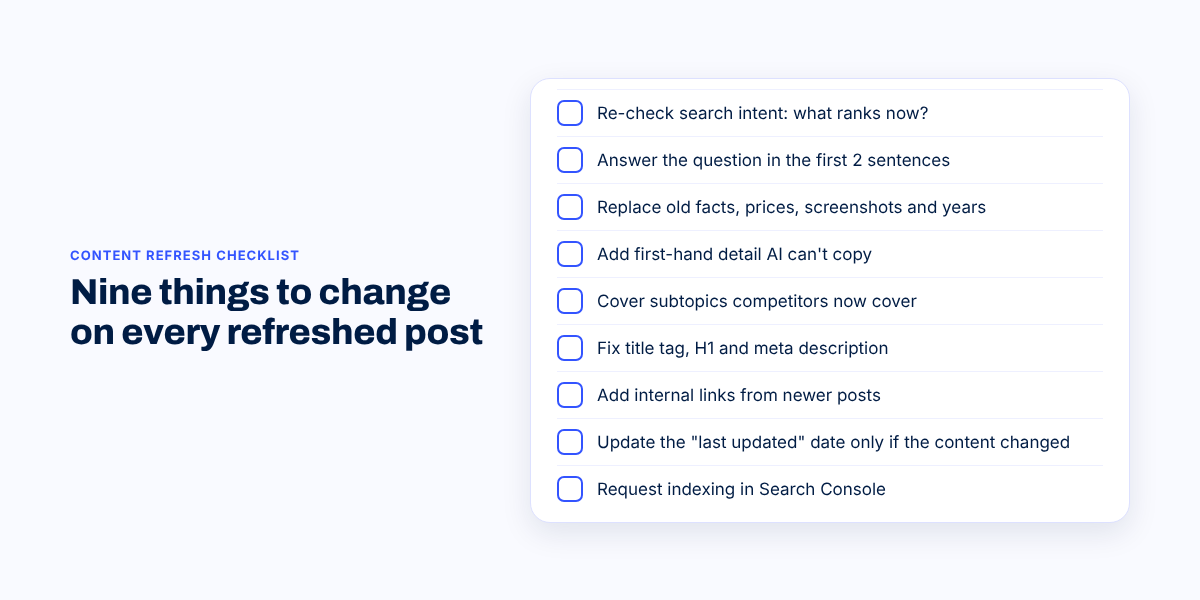 CONTENT REFRESH CHECKLIST
Nine things to change
on every refreshed post
Re-check search intent: what ranks now?
Answer the question in the first 2 sentences
Replace old facts, prices, screenshots and years
Add first-hand detail AI can't copy
Cover subtopics competitors now cover
Fix title tag, H1 and meta description
Add internal links from newer posts
Update the "last updated" date only if the content changed
Request indexing in Search Console